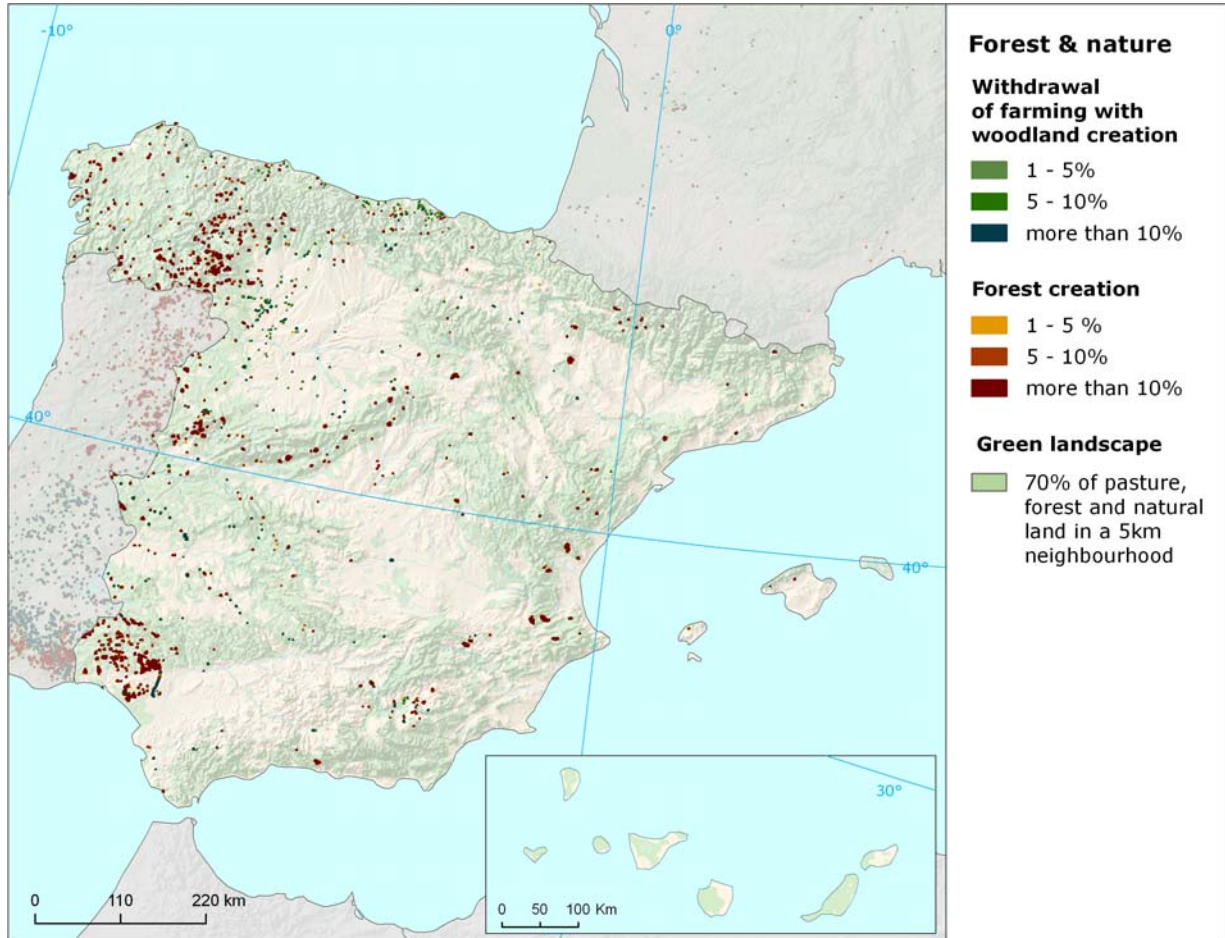 -10°
0°
40°
40°
30°
0 110 220 km
0 50 100 Km
Forest & nature
Withdrawal
of farming with
woodland creation
1 - 5%
5 - 10%
more than 10%
Forest creation
1 - 5 %
5 - 10%
more than 10%
Green landscape
70% of pasture,
forest and natural
land in a 5km
neighbourhood